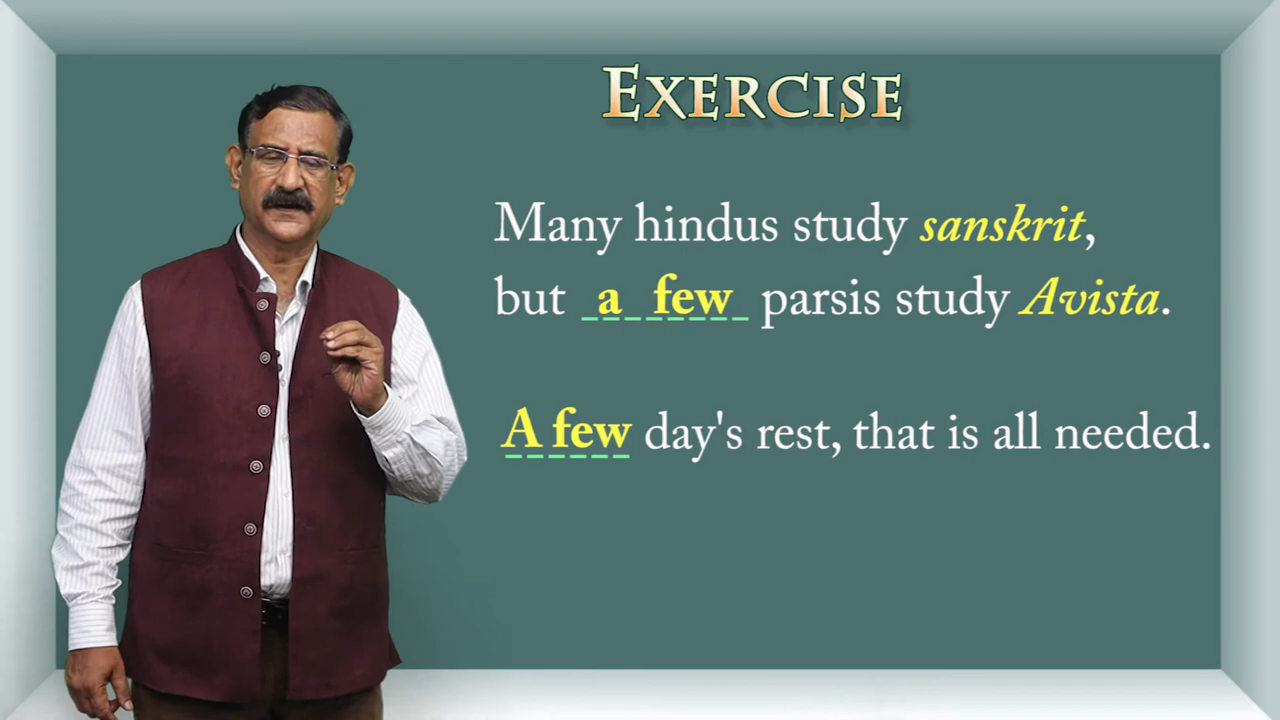 EXERCISE
Many hindus study sanskrit,
but a few parsis study Avista.
A few day's rest, that is all needed.